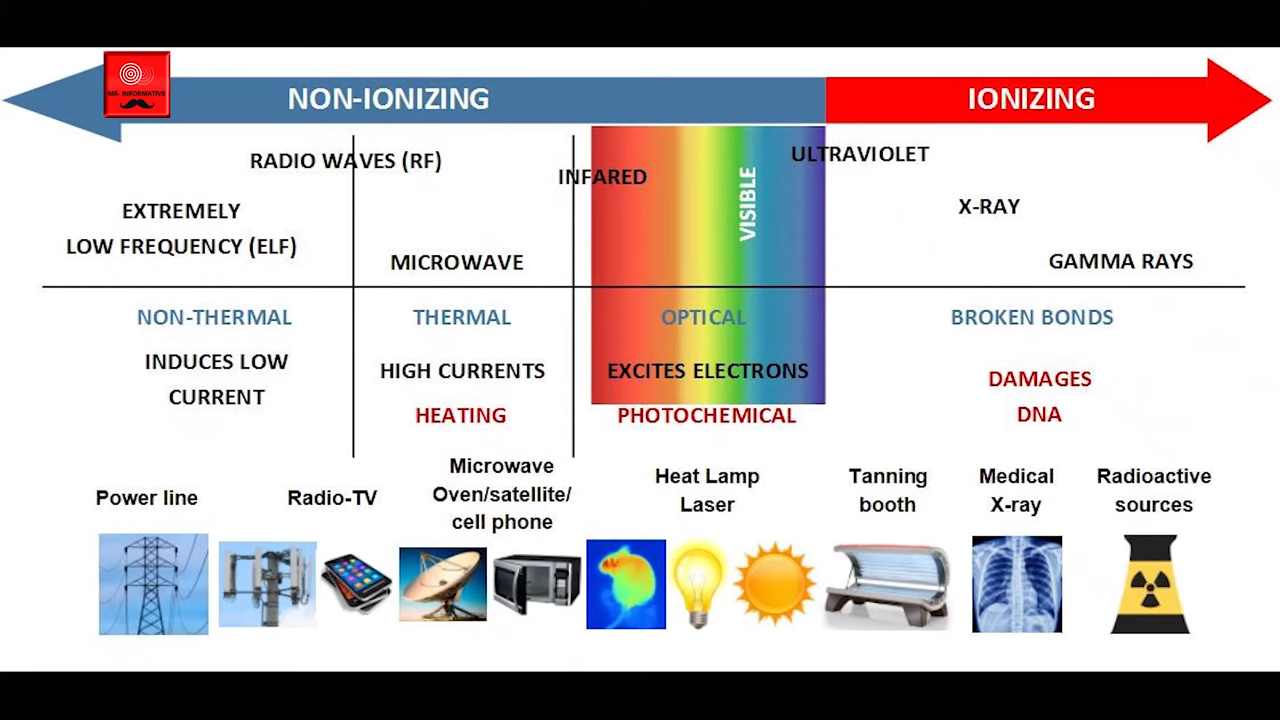 MR- INFORMATIVE
NON-IONIZING
IONIZING
RADIO WAVES (RF)
INFARED
VISIBLE
ULTRAVIOLET
EXTREMELY
LOW FREQUENCY (ELF)
MICROWAVE
X-RAY
GAMMA RAYS
NON-THERMAL
THERMAL
OPTICAL
BROKEN BONDS
INDUCES LOW
CURRENT
HIGH CURRENTS
HEATING
EXCITES ELECTRONS
PHOTOCHEMICAL
DAMAGES
DNA
Power line
Radio-TV
Microwave
Oven/satellite/
cell phone
Heat Lamp
Laser
Tanning
booth
Medical
X-ray
Radioactive
sources